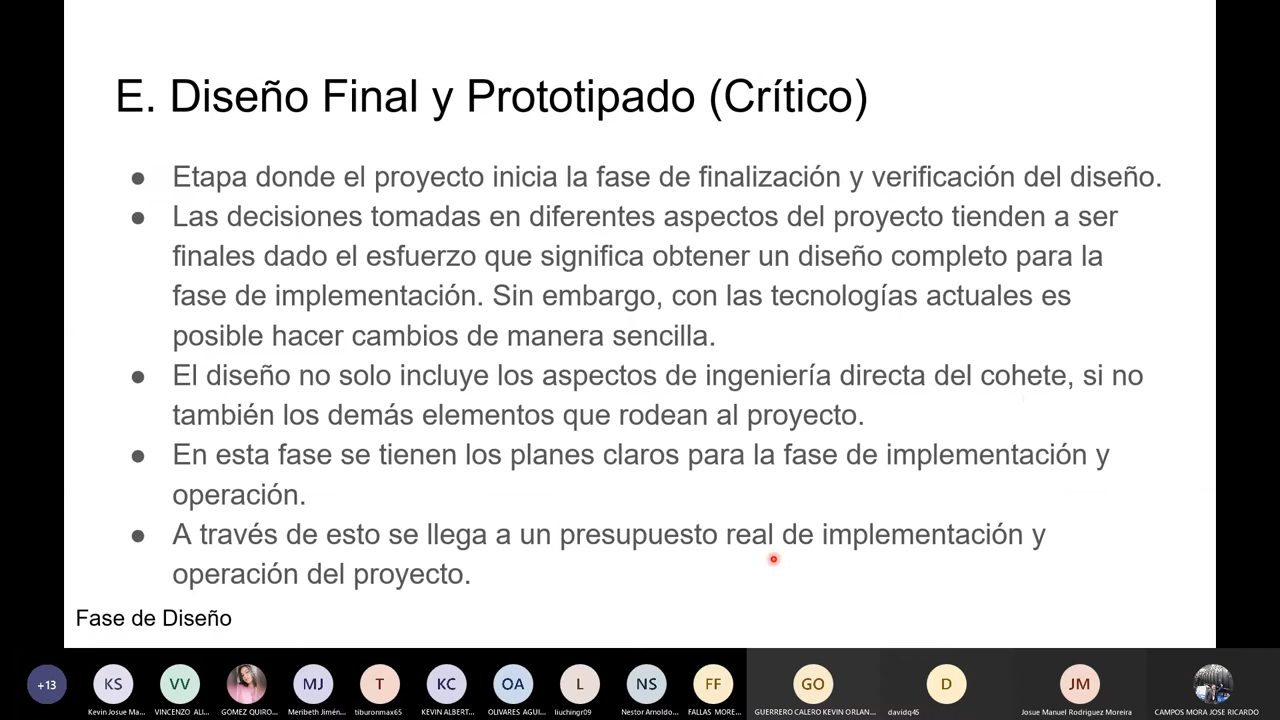 E. Diseño Final y Prototipado (Crítico)
● Etapa donde el proyecto inicia la fase de finalización y verificación del diseño.
● Las decisiones tomadas en diferentes aspectos del proyecto tienden a ser
finales dado el esfuerzo que significa obtener un diseño completo para la
fase de implementación. Sin embargo, con las tecnologías actuales es
posible hacer cambios de manera sencilla.
● El diseño no solo incluye los aspectos de ingeniería directa del cohete, si no
también los demás elementos que rodean al proyecto.
● En esta fase se tienen los planes claros para la fase de implementación y
operación.
● A través de esto se llega a un presupuesto real de implementación y
operación del proyecto.
Fase de Diseño
+13 KS VV MJ T KC OA L NS FF GO D JM
Kevin Josue Ma... VINCENZO ALI... GOMEZ QUIRO... Meribeth Jimén... tiburonmax65 KEVIN ALBERT... OLIVARES AGUI... liuchingr09 Nestor Arnoldo... FALLAS MORE... GUERRERO CALERO KEVIN ORLAN... davidq45 Josue Manuel Rodriguez Moreira CAMPOS MORA JOSE RICARDO